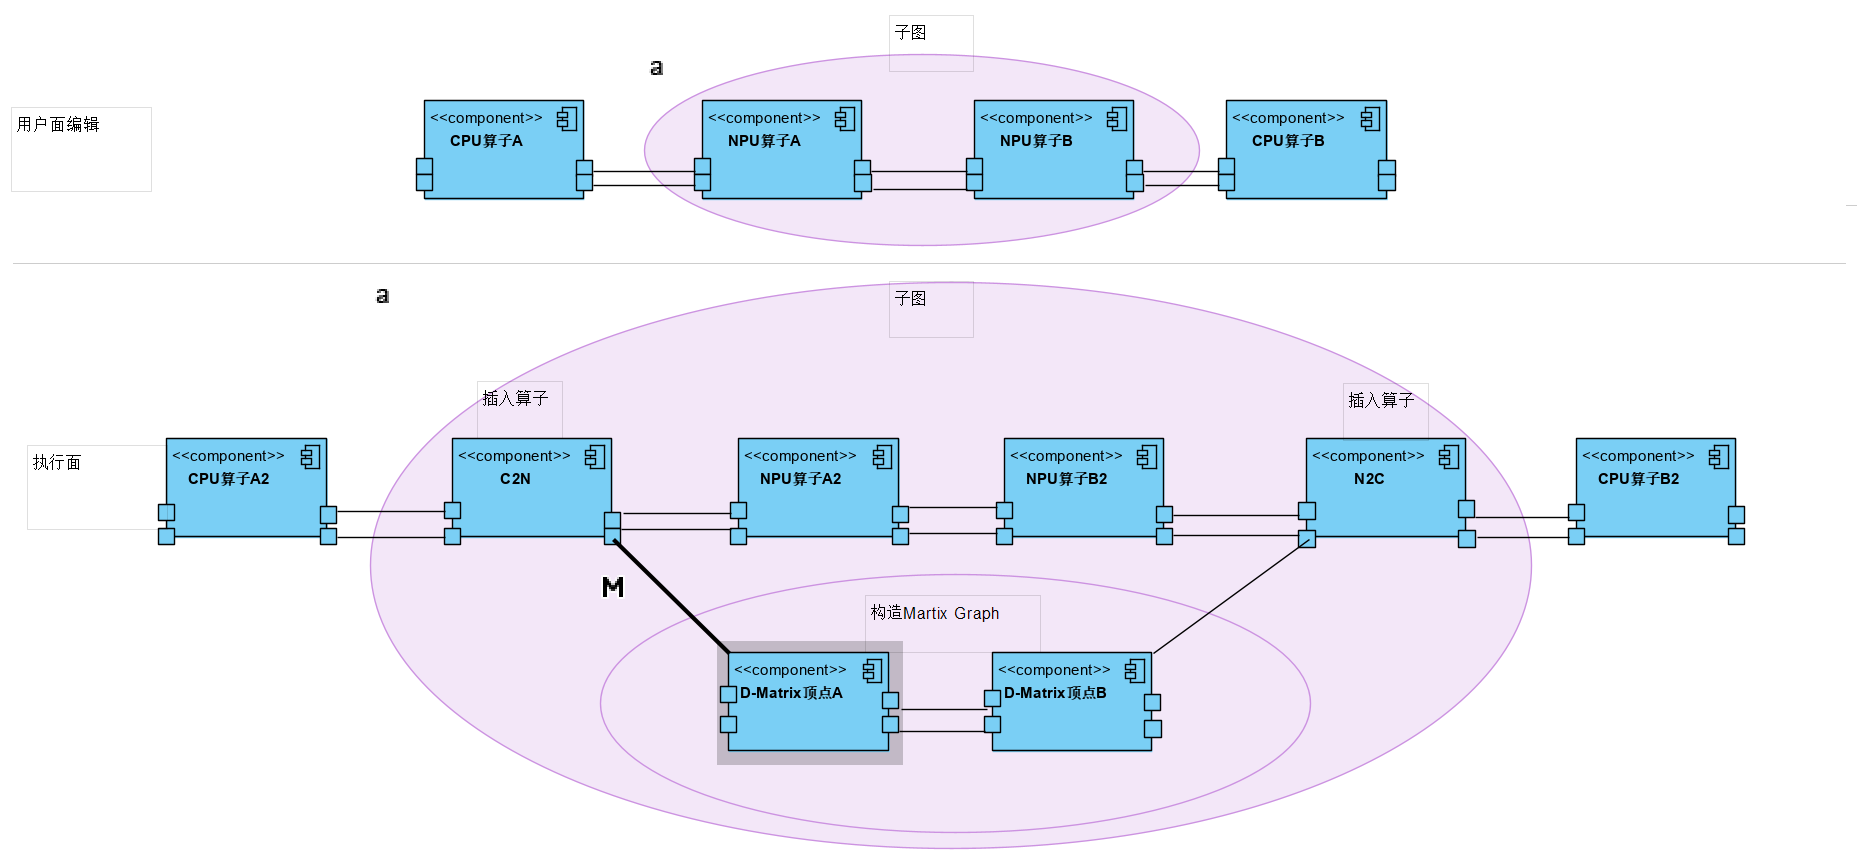 子图
a
用户面编辑
<<component>>
CPU算子A
<<component>>
NPU算子A
<<component>>
NPU算子B
<<component>>
CPU算子B
a
子图
插入算子
插入算子
执行面
<<component>>
CPU算子A2
<<component>>
C2N
<<component>>
NPU算子A2
<<component>>
NPU算子B2
<<component>>
N2C
<<component>>
CPU算子B2
M
构造Martix Graph
<<component>>
D-Matrix顶点A
<<component>>
D-Matrix顶点B